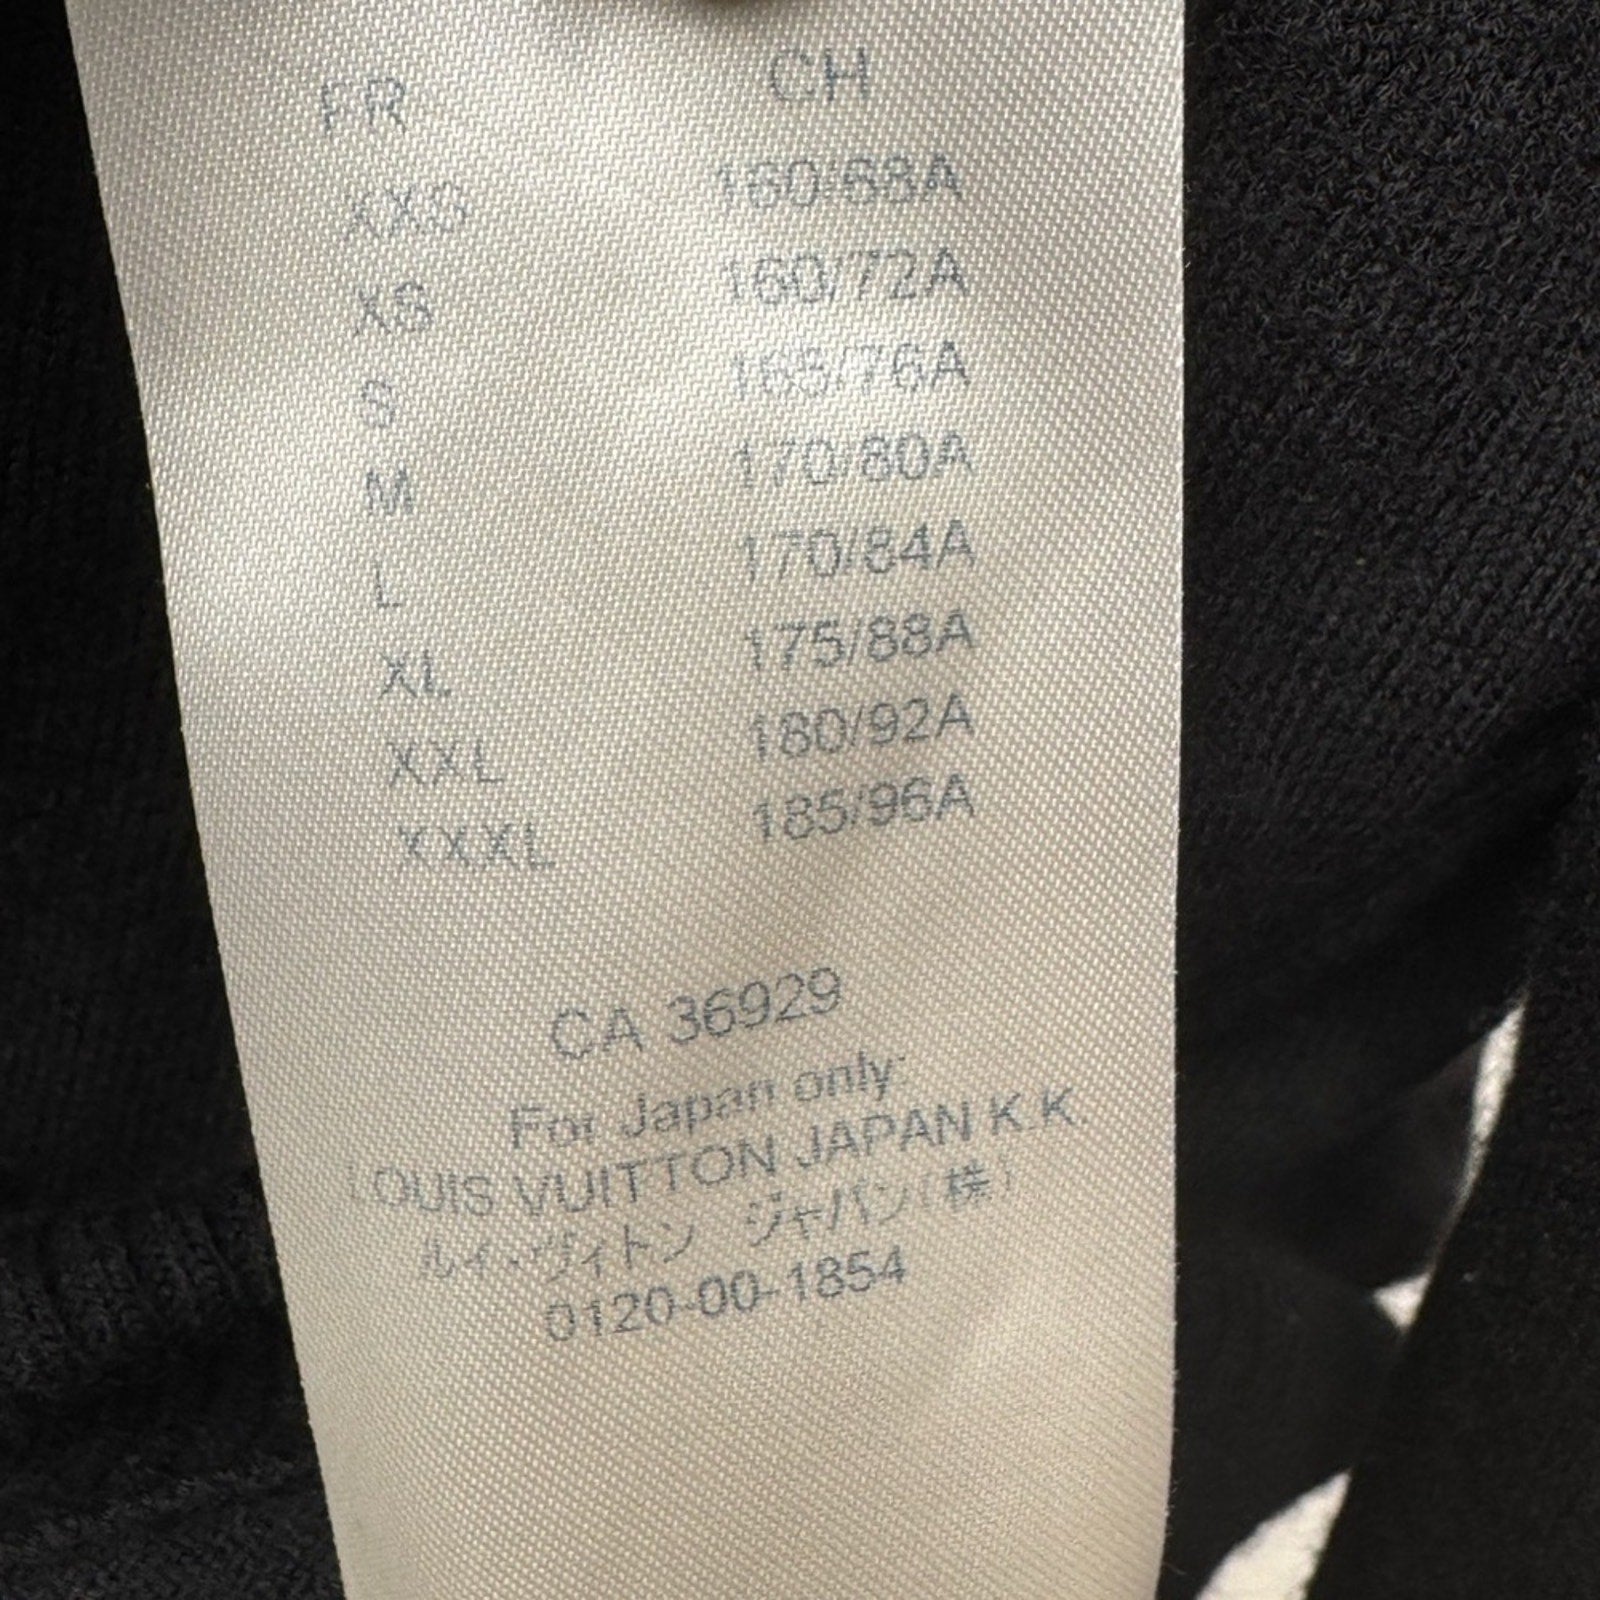 FR CH
XXS 160/68A
XS 160/72A
S 165/76A
M 170/80A
L 170/84A
XL 175/88A
XXL 180/92A
XXXL 185/96A
CA 36929
For Japan only:
LOUIS VUITTON JAPAN K.K.
ルイ・ヴィトン ジャパン(株)
0120-00-1854